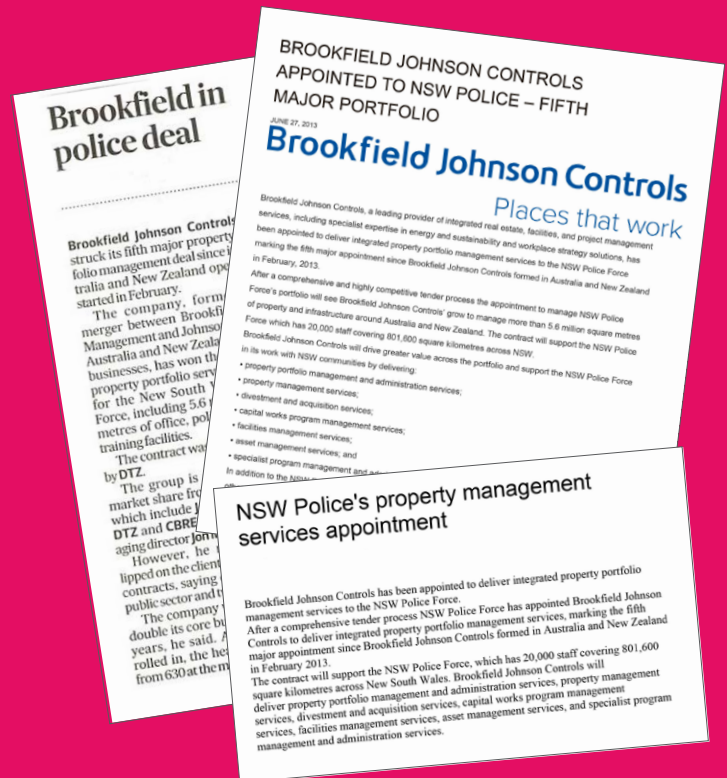 Brookfield in
police deal
Brookfield Johnson Controls
struck its fifth major property
folio management deal since i
tralia and New Zealand ope
started in February.
The company, form
merger between Brookfi
Management and Johnso
Australia and New Zeala
businesses, has won th
property portfolio serv
for the New South
Force, including 5.6
metres of office, pol
training facilities.
The contract was
by DTZ.
The group is
market share fro
which include J
DTZ and CBRE
aging director Jon
However, he
lipped on the client
contracts, saying
public sector and t
The company
double its core bu
years, he said. A
rolled in, the hea
from 630 at the m
BROOKFIELD JOHNSON CONTROLS
APPOINTED TO NSW POLICE – FIFTH
MAJOR PORTFOLIO
JUNE 27, 2013
Brookfield Johnson Controls
Places that work
Brookfield Johnson Controls, a leading provider of integrated real estate, facilities, and project management
services, including specialist expertise in energy and sustainability and workplace strategy solutions, has
been appointed to deliver integrated property portfolio management services to the NSW Police Force
marking the fifth major appointment since Brookfield Johnson Controls formed in Australia and New Zealand
in February, 2013.
After a comprehensive and highly competitive tender process the appointment to manage NSW Police
Force's portfolio will see Brookfield Johnson Controls' grow to manage more than 5.6 million square metres
of property and infrastructure around Australia and New Zealand. The contract will support the NSW Police
Force which has 20,000 staff covering 801,600 square kilometres across NSW.
Brookfield Johnson Controls will drive greater value across the portfolio and support the NSW Police Force
in its work with NSW communities by delivering:
• property portfolio management and administration services;
• property management services;
• divestment and acquisition services;
• capital works program management services;
• facilities management services;
• asset management services; and
• specialist program management and
In addition to the NSW
NSW Police's property management
services appointment
Brookfield Johnson Controls has been appointed to deliver integrated property portfolio
management services to the NSW Police Force.
After a comprehensive tender process NSW Police Force has appointed Brookfield Johnson
Controls to deliver integrated property portfolio management services, marking the fifth
major appointment since Brookfield Johnson Controls formed in Australia and New Zealand
in February 2013.
The contract will support the NSW Police Force, which has 20,000 staff covering 801,600
square kilometres across New South Wales. Brookfield Johnson Controls will
deliver property portfolio management and administration services, property management
services, divestment and acquisition services, capital works program management
services, facilities management services, asset management services, and specialist program
management and administration services.